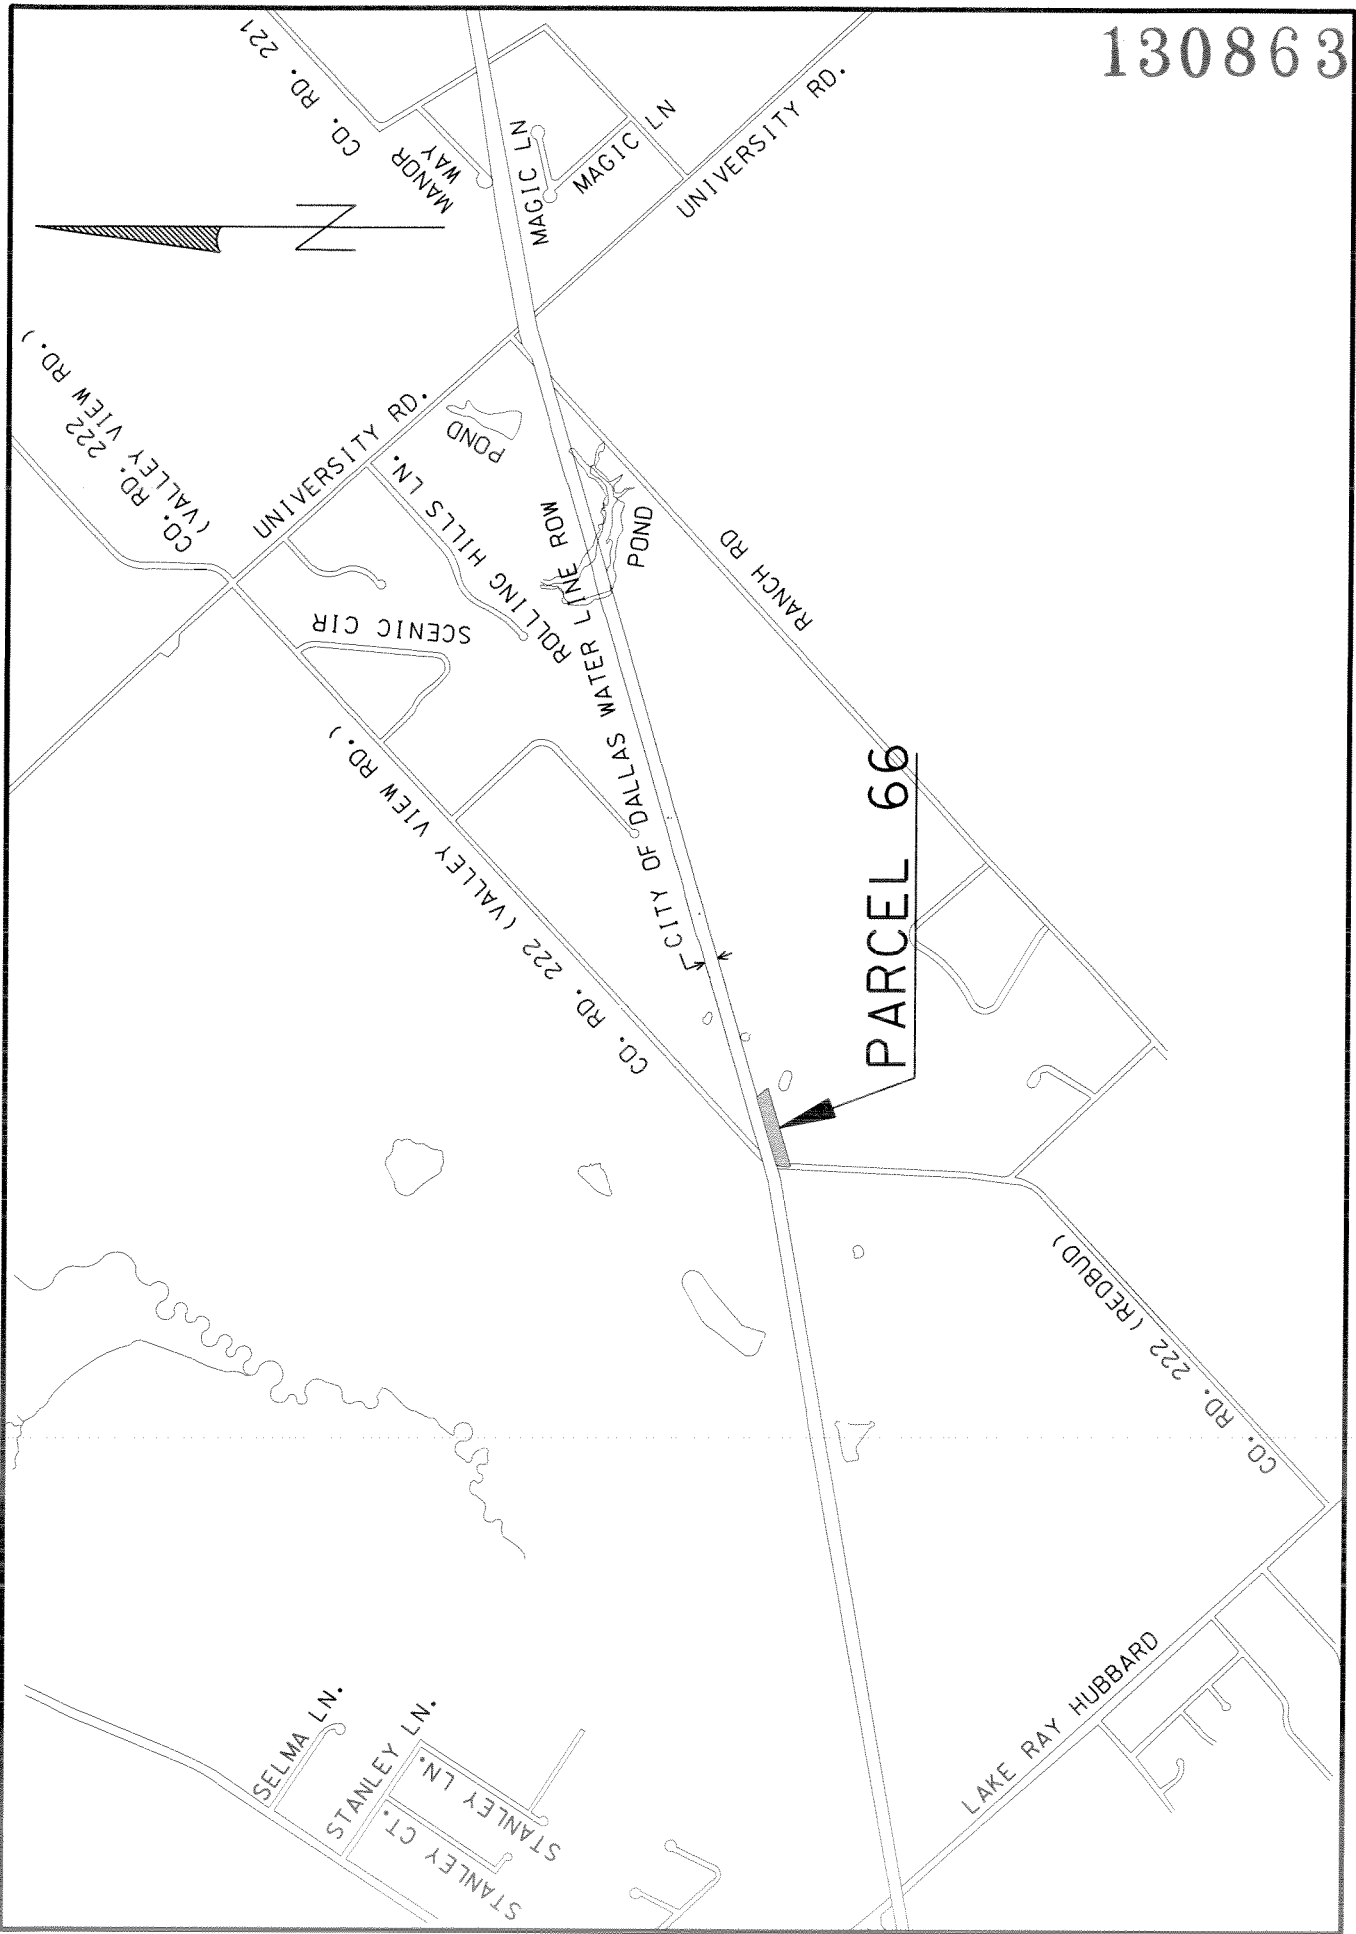 130863
CO. RD. 221
MANOR
WAY
MAGIC LN
MAGIC LN
UNIVERSITY RD.
N
CO. RD. 222
(VALLEY VIEW RD.)
UNIVERSITY RD.
POND
ROLLING HILLS LN.
POND
SCENIC CIR
RANCH RD
CITY OF DALLAS WATER LINE ROW
CO. RD. 222 (VALLEY VIEW RD.)
PARCEL 66
CO. RD. 222 (REDBUD)
LAKE RAY HUBBARD
SELMA LN.
STANLEY LN.
STANLEY LN.
STANLEY CT.